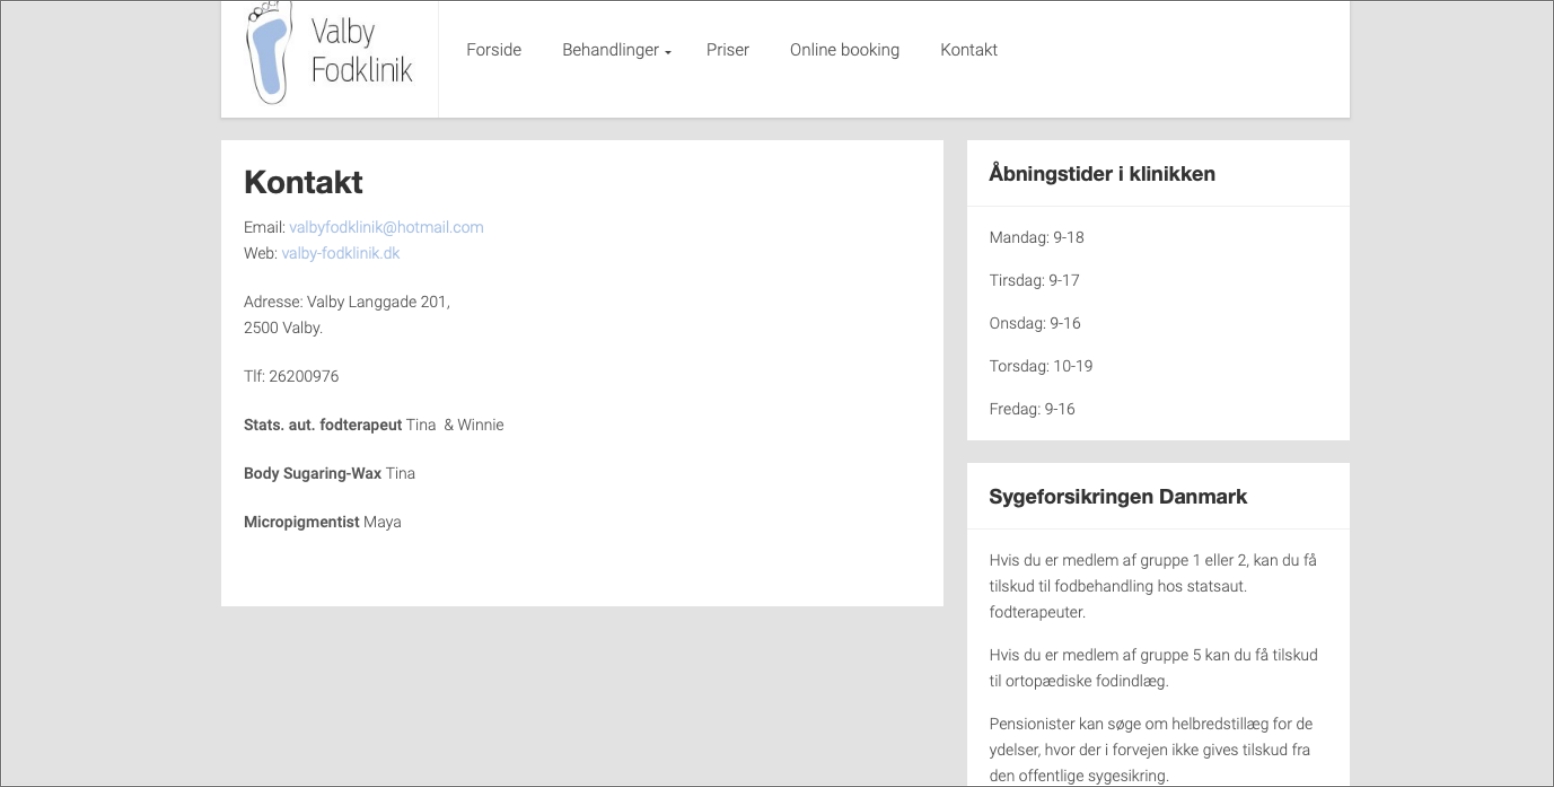 Valby
Fodklinik
Forside
Behandlinger
Priser
Online booking
Kontakt
Kontakt
Email: valbyfodklinik@hotmail.com
Web: valby-fodklinik.dk
Adresse: Valby Langgade 201,
2500 Valby.
Tlf: 26200976
Stats. aut. fodterapeut Tina & Winnie
Body Sugaring-Wax Tina
Micropigmentist Maya
Åbningstider i klinikken
Mandag: 9-18
Tirsdag: 9-17
Onsdag: 9-16
Torsdag: 10-19
Fredag: 9-16
Sygeforsikringen Danmark
Hvis du er medlem af gruppe 1 eller 2, kan du få
tilskud til fodbehandling hos statsaut.
fodterapeuter.
Hvis du er medlem af gruppe 5 kan du få tilskud
til ortopædiske fodindlæg.
Pensionister kan søge om helbredstillæg for de
ydelser, hvor der i forvejen ikke gives tilskud fra
den offentlige sygesikring.